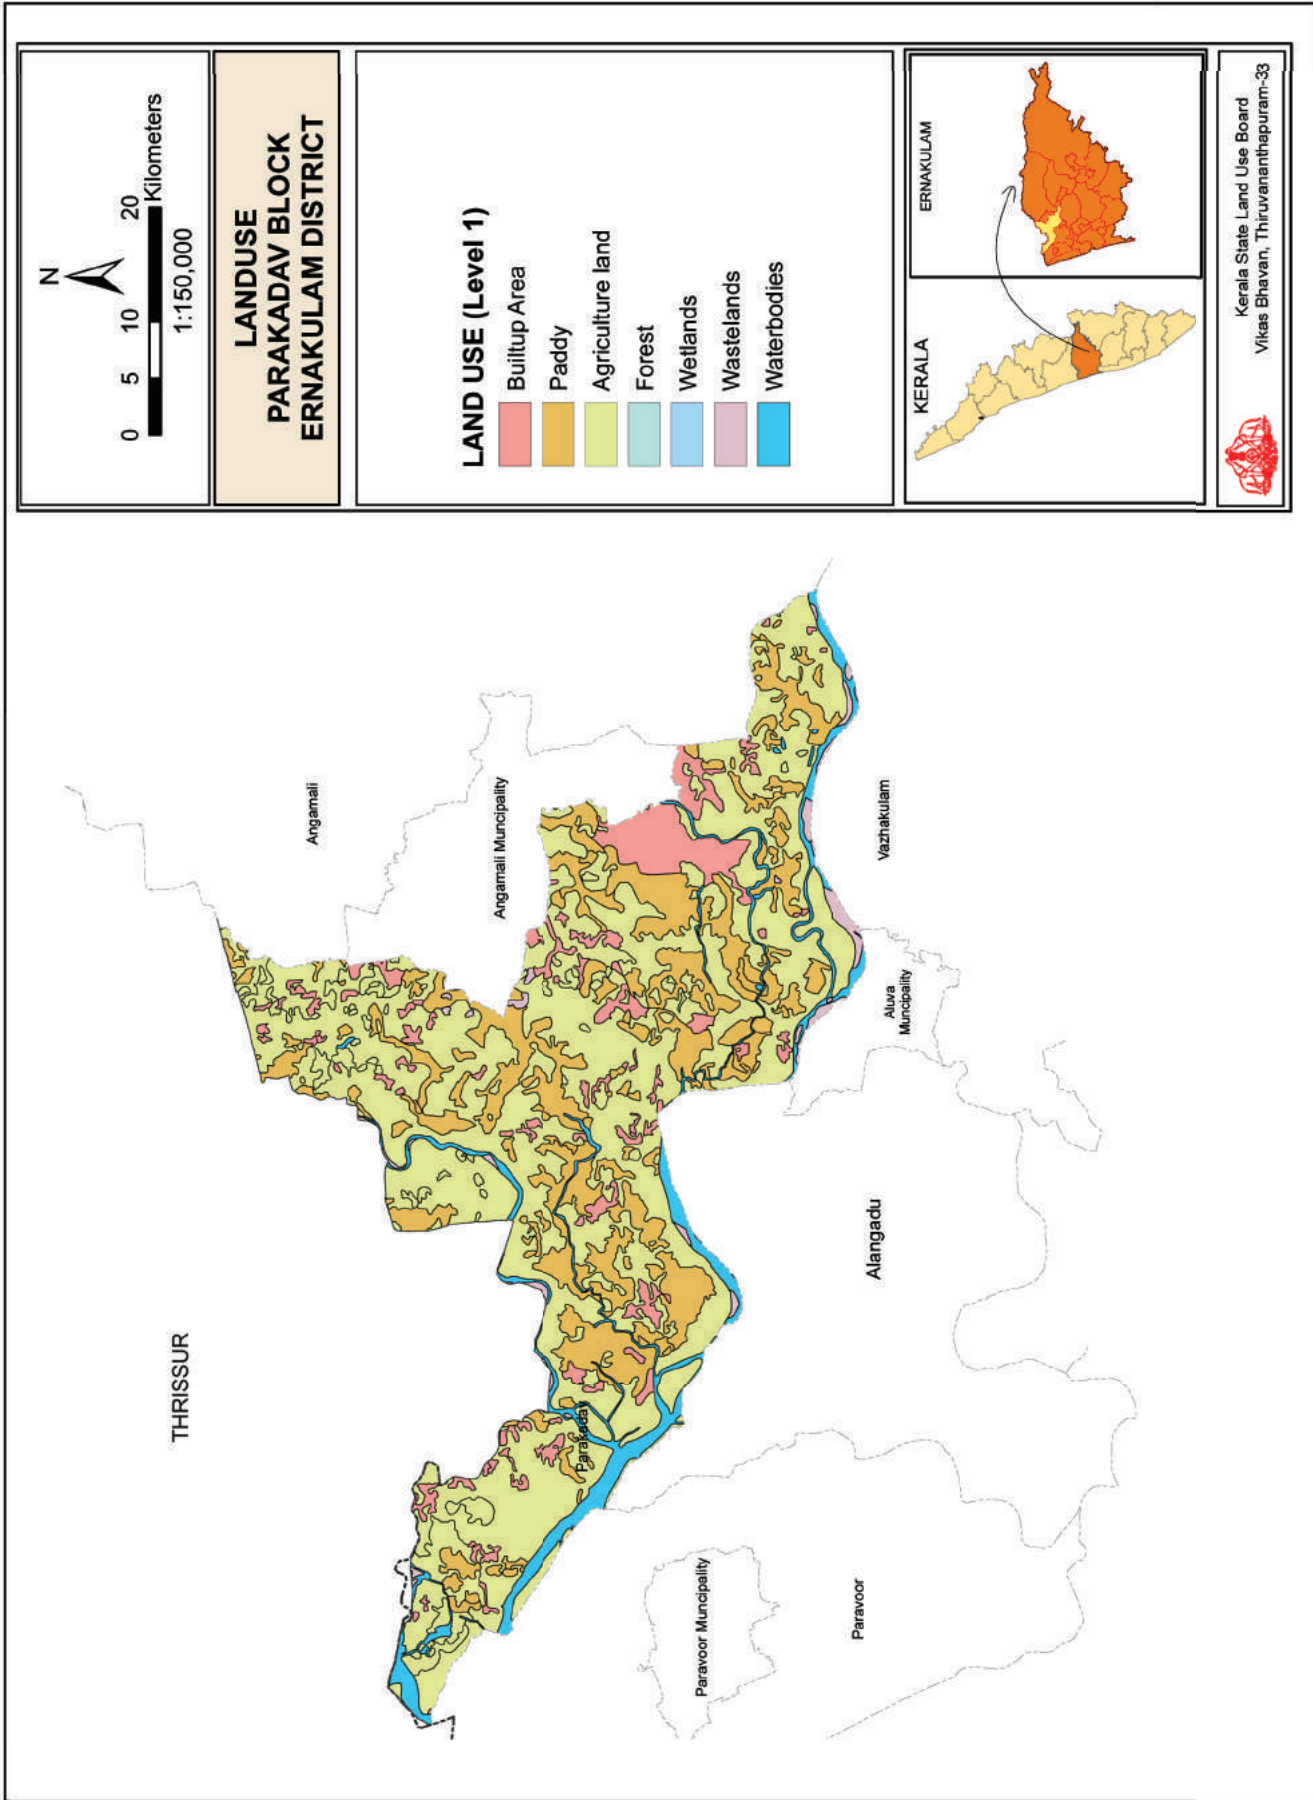 N
0 5 10 20
Kilometers
1:150,000
LANDUSE
PARAKADAV BLOCK
ERNAKULAM DISTRICT
LAND USE (Level 1)
Builtup Area
Paddy
Agriculture land
Forest
Wetlands
Wastelands
Waterbodies
KERALA
ERNAKULAM
Kerala State Land Use Board
Vikas Bhavan, Thiruvananthapuram-33
THRISSUR
Angamali
Angamali Muncipality
Parakadav
Vazhakulam
Aluva
Muncipality
Alangadu
Paravoor Muncipality
Paravoor